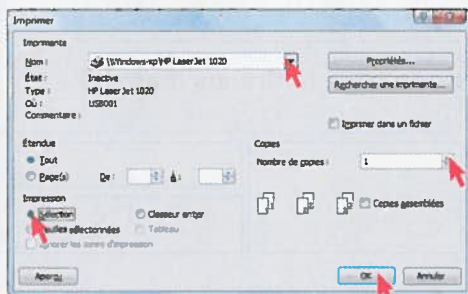 Imprimer
Imprimante
Nom : \\Windows-xp\HP LaserJet 1020
Propriétés...
État : Inactive
Type : HP LaserJet 1020
Rechercher une imprimante...
Où : USB001
Commentaire :
Imprimer dans un fichier
Étendue
Copies
Tout
Nombre de copies : 1
Page(s) De : À :
Impression
Sélection
Classeur entier
Copies assemblées
Feuilles sélectionnées
Tableau
Ignorer les zones d'impression
Aperçu
OK
Annuler